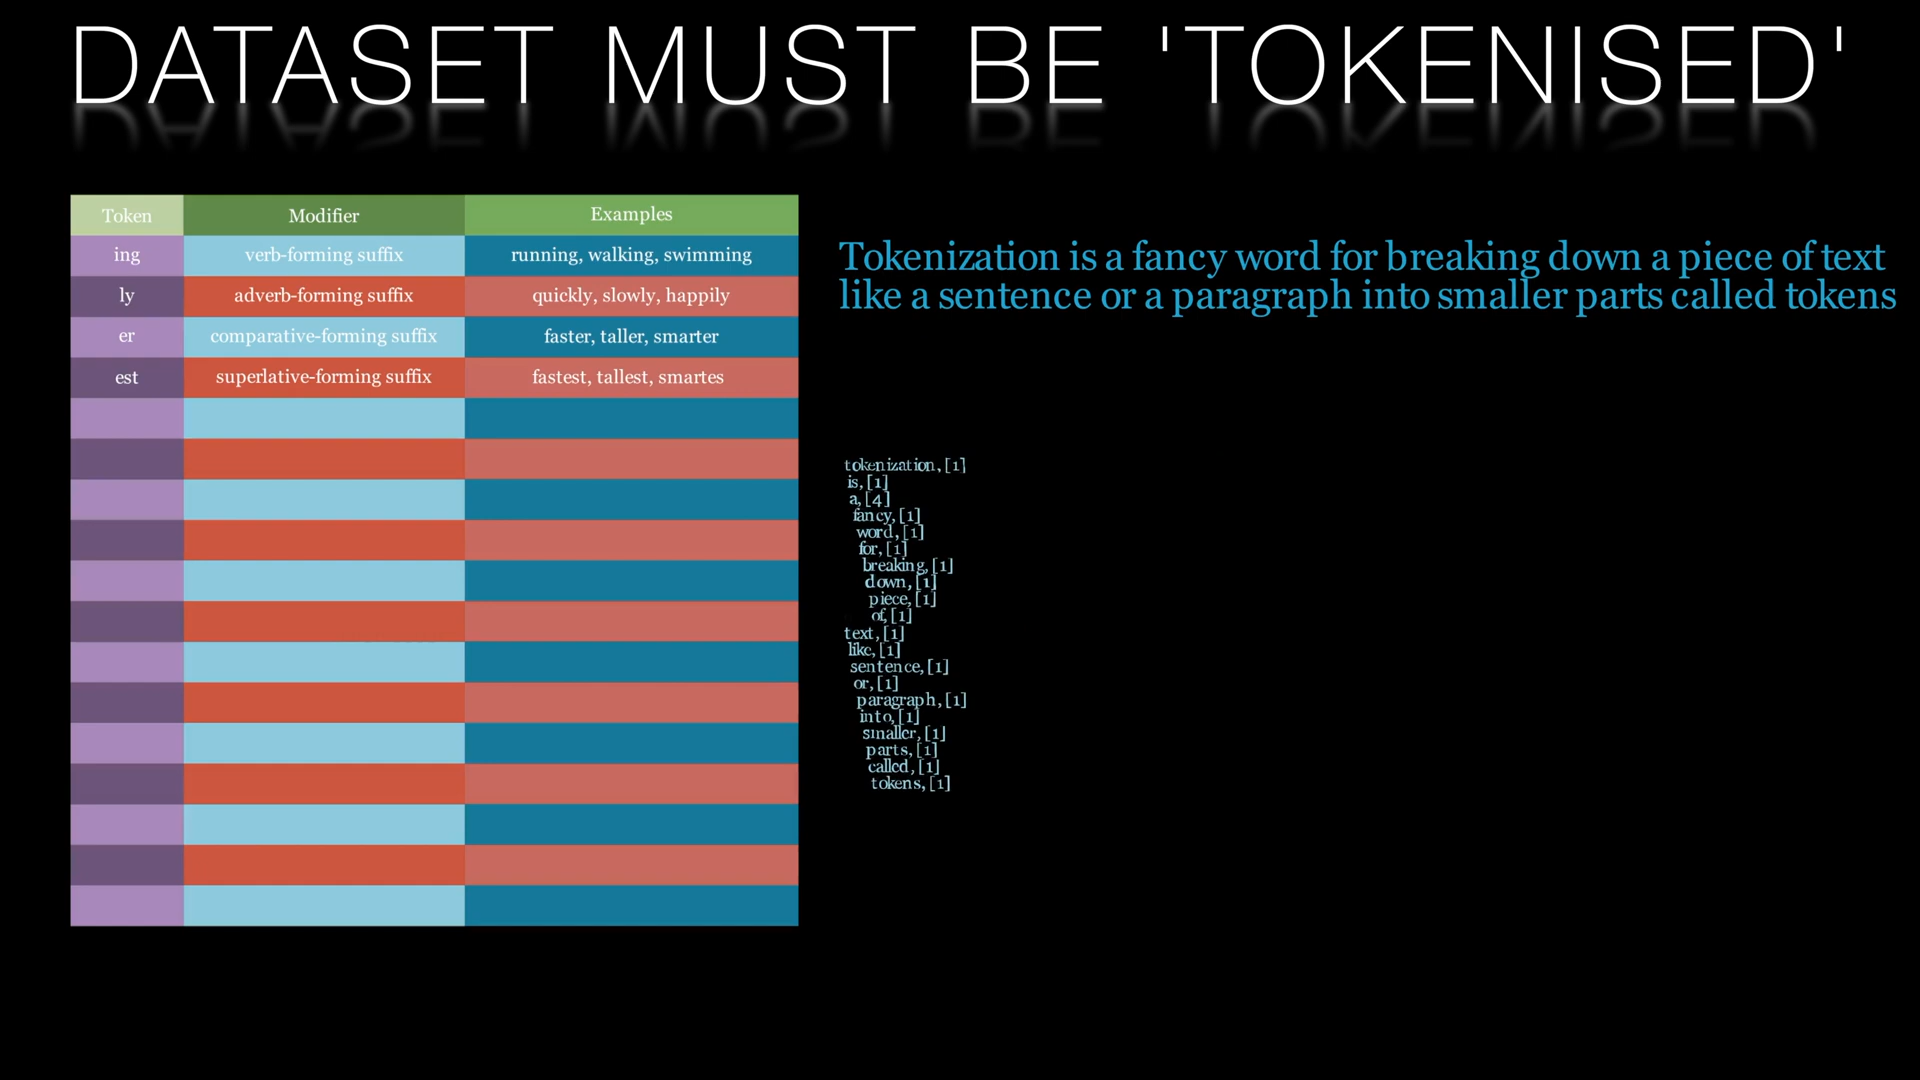 DATASET MUST BE 'TOKENISED'
Token Modifier Examples
ing verb-forming suffix running, walking, swimming
ly adverb-forming suffix quickly, slowly, happily
er comparative-forming suffix faster, taller, smarter
est superlative-forming suffix fastest, tallest, smartes
Tokenization is a fancy word for breaking down a piece of text
like a sentence or a paragraph into smaller parts called tokens
tokenization, [1]
is, [1]
a, [4]
fancy, [1]
word, [1]
for, [1]
breaking, [1]
down, [1]
piece, [1]
of, [1]
text, [1]
like, [1]
sentence, [1]
or, [1]
paragraph, [1]
into, [1]
smaller, [1]
parts, [1]
called, [1]
tokens, [1]